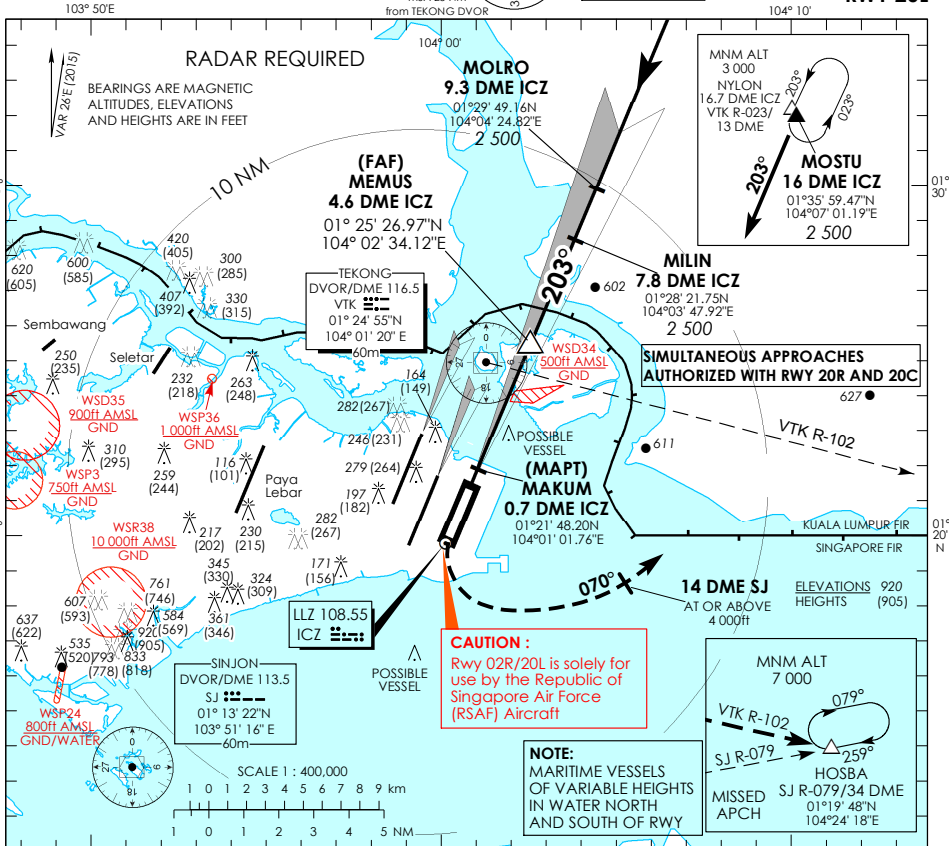 103° 50'E
from TEKONG DVOR
104° 10'
104° 00'
RADAR REQUIRED
VAR 26'E (2015)
BEARINGS ARE MAGNETIC
ALTITUDES, ELEVATIONS
AND HEIGHTS ARE IN FEET
MOLRO
9.3 DME ICZ
01°29' 49.16N
104°04' 24.82"E
2 500
MNM ALT
3 000
NYLON
16.7 DME ICZ
VTK R-023/
13 DME
203°
023°
203°
MOSTU
16 DME ICZ
01°35' 59.47"N
104°07' 01.19"E
2 500
01°
30'
10 NM
(FAF)
MEMUS
4.6 DME ICZ
01° 25' 26.97"N
104° 02' 34.12"E
203°
MILIN
7.8 DME ICZ
01°28' 21.75N
104°03' 47.92"E
2 500
602
TEKONG
DVOR/DME 116.5
VTK
01° 24' 55"N
104° 01' 20" E
60m
620
(605)
600
(585)
420
(405)
300
(285)
407
(392)
330
(315)
Sembawang
Seletar
250
(235)
232
(218)
263
(248)
164
(149)
WSD34
500ft AMSL
GND
SIMULTANEOUS APPROACHES
AUTHORIZED WITH RWY 20R AND 20C
627
WSD35
900ft AMSL
GND
WSP36
1 000ft AMSL
GND
282 (267)
246 (231)
VTK R-102
611
POSSIBLE
VESSEL
310
(295)
259
(244)
116
(101)
279 (264)
WSP3
750ft AMSL
GND
Paya
Lebar
197
(182)
(MAPT)
MAKUM
0.7 DME ICZ
01°21' 48.20N
104°01' 01.76"E
WSR38
10 000ft AMSL
GND
217
(202)
230
(215)
282
(267)
KUALA LUMPUR FIR
SINGAPORE FIR
01°
20'
N
345
(330)
324
(309)
171
(156)
761
(746)
607
(593)
584
(569)
361
(346)
070°
14 DME SJ
AT OR ABOVE
4 000ft
ELEVATIONS 920
HEIGHTS (905)
LLZ 108.55
ICZ
637
(622)
535
(520)
793
(778)
833
(818)
920
(905)
CAUTION :
Rwy 02R/20L is solely for
use by the Republic of
Singapore Air Force
(RSAF) Aircraft
POSSIBLE
VESSEL
SINJON
DVOR/DME 113.5
SJ
01° 13' 22"N
103° 51' 16" E
60m
WSP24
800ft AMSL
GND/WATER
MNM ALT
7 000
079°
VTK R-102
SJ R-079
259°
HOSBA
SJ R-079/34 DME
01°19' 48"N
104°24' 18"E
MISSED
APCH
NOTE:
MARITIME VESSELS
OF VARIABLE HEIGHTS
IN WATER NORTH
AND SOUTH OF RWY
SCALE 1 : 400,000
1 0 1 2 3 4 5 6 7 8 9 km
1 0 1 2 3 4 5 NM
0
9
18
27
0
9
18
27